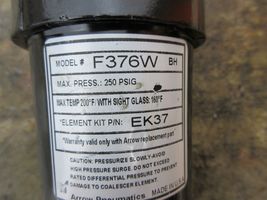 MODEL # F376W BH
MAX. PRESS.: 250 PSIG
MAX TEMP 200°F/ WITH SIGHT GLASS: 160°F
*ELEMENT KIT P/N: EK37
*Warranty valid only with Arrow replacement part
CAUTION: PRESSURIZE SLOWLY-AVOID
HIGH PRESSURE SURGE. DO NOT EXCEED
RATED DIFFERENTIAL PRESSURE TO PREVENT
DAMAGE TO COALESCER ELEMENT.
Arrow Pneumatics MADE IN U.S.A.